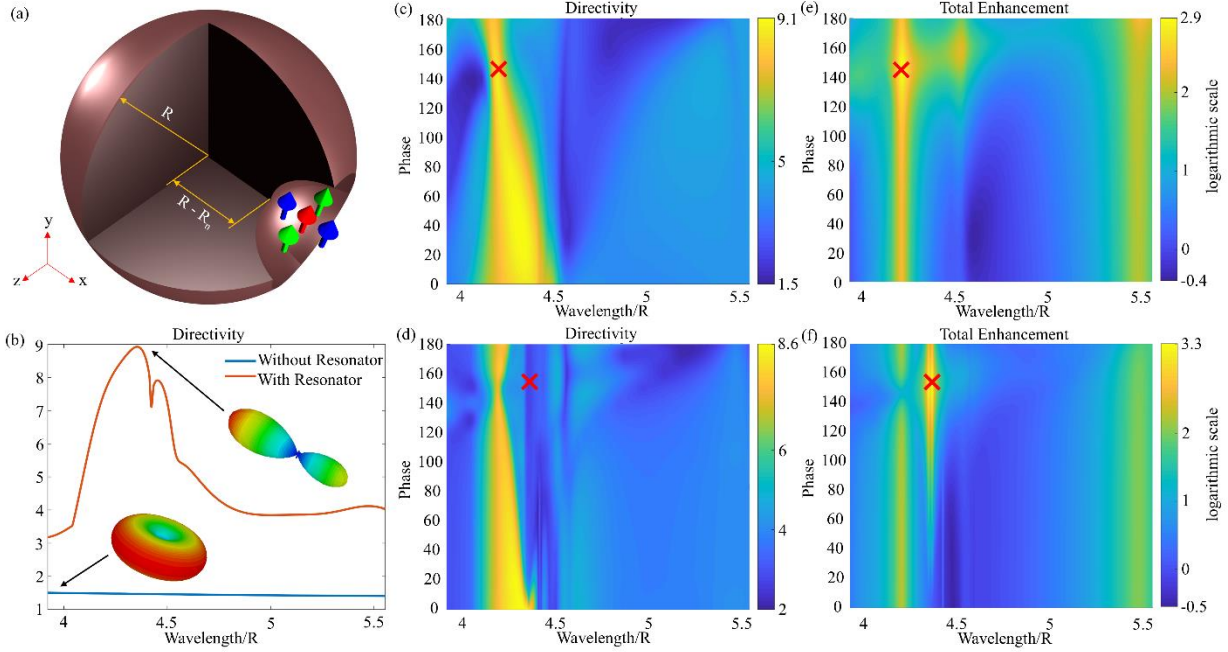 (a)
R
R - Rn
y
z
x
(b)
Directivity
9
8
7
6
5
4
3
2
1
Without Resonator
With Resonator
4
4.5
5
5.5
Wavelength/R
(c)
Directivity
180
160
140
120
100
80
60
40
20
0
Phase
4
4.5
5
5.5
Wavelength/R
9.1
5
1.5
(d)
Directivity
180
160
140
120
100
80
60
40
20
0
Phase
4
4.5
5
5.5
Wavelength/R
8.6
6
4
2
(e)
Total Enhancement
180
160
140
120
100
80
60
40
20
0
Phase
4
4.5
5
5.5
Wavelength/R
2.9
2
1
0
-0.4
logarithmic scale
(f)
Total Enhancement
180
160
140
120
100
80
60
40
20
0
Phase
4
4.5
5
5.5
Wavelength/R
3.3
2
1
0
-0.5
logarithmic scale